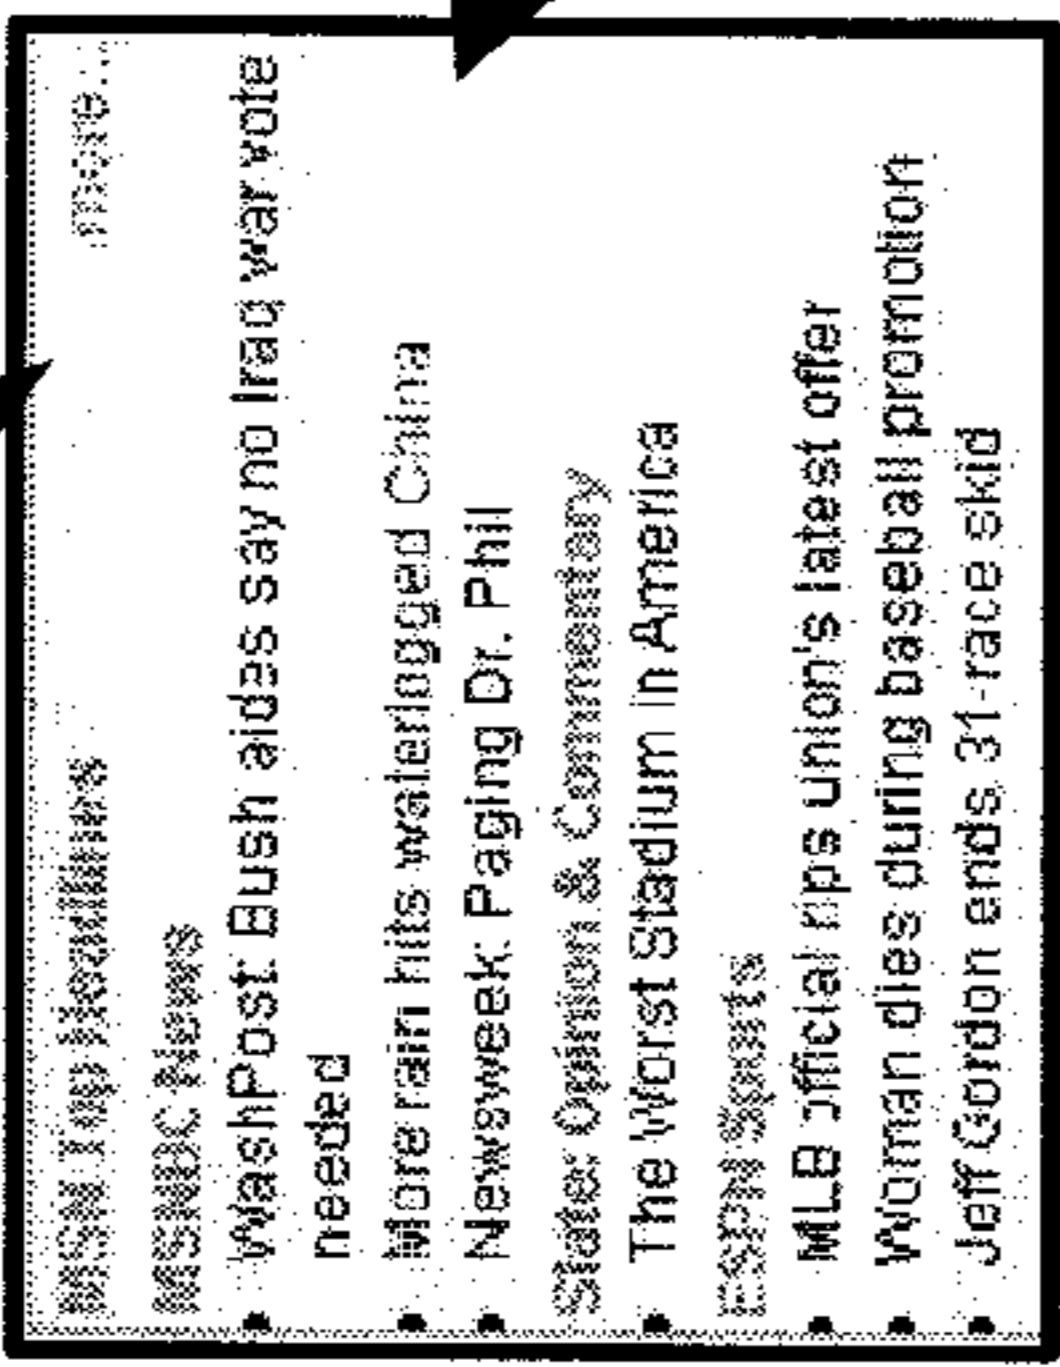 MSN Top Headlines more...
MSNBC News
• WashPost: Bush aides say no Iraq war vote
needed
• More rain hits waterlogged China
• Newsweek: Paging Dr. Phil
Slate: Opinion & Commentary
• The Worst Stadium in America
ESPN Sports
• MLB official rips union's latest offer
• Woman dies during baseball promotion
• Jeff Gordon ends 31-race skid